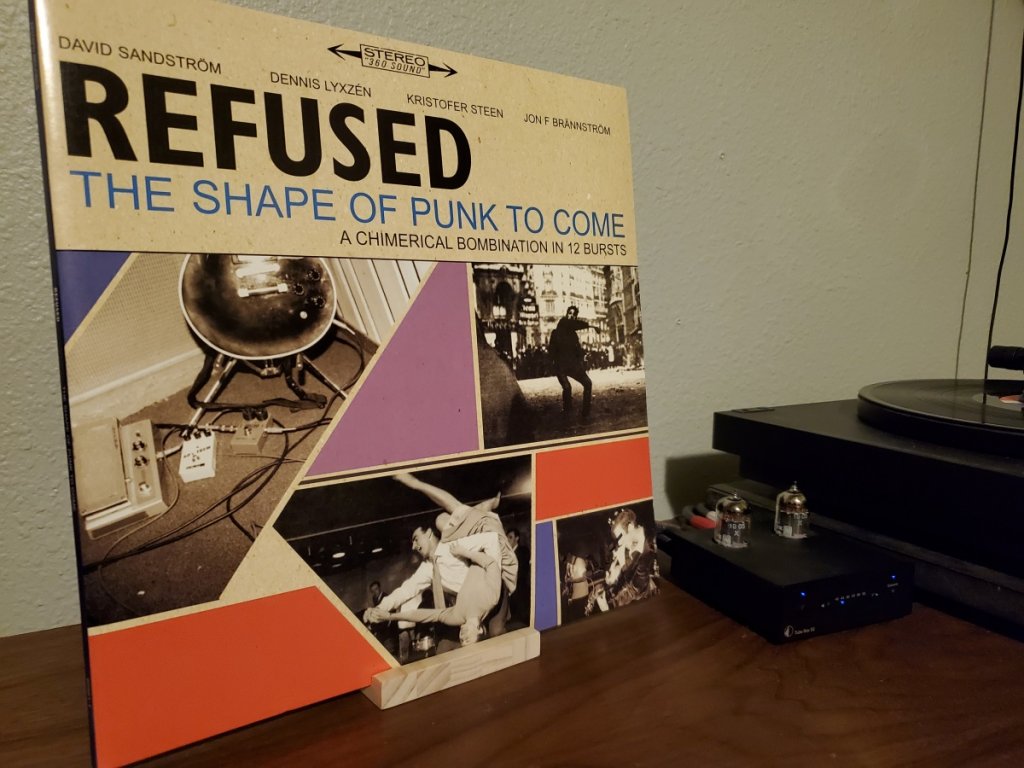 STEREO
"360 SOUND"
DAVID SANDSTRÖM
DENNIS LYXZÉN
KRISTOFER STEEN
JON F BRÄNNSTRÖM
REFUSED
THE SHAPE OF PUNK TO COME
A CHIMERICAL BOMBINATION IN 12 BURSTS